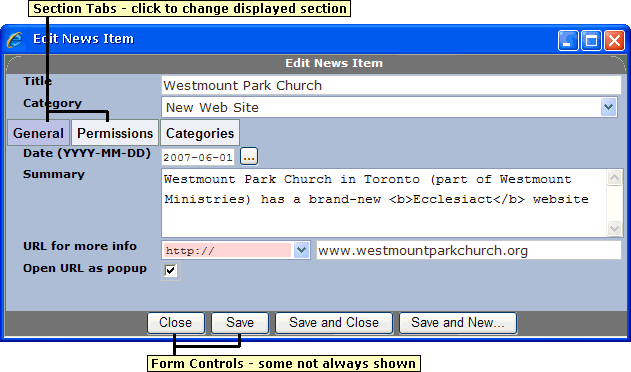 Section Tabs - click to change displayed section
Edit News Item
Edit News Item
Title
Westmount Park Church
Category
New Web Site
General Permissions Categories
Date (YYYY-MM-DD)
2007-06-01 ...
Summary
Westmount Park Church in Toronto (part of Westmount
Ministries) has a brand-new <b>Ecclesiact</b> website
URL for more info
http:// www.westmountparkchurch.org
Open URL as popup
Close Save Save and Close Save and New...
Form Controls - some not always shown